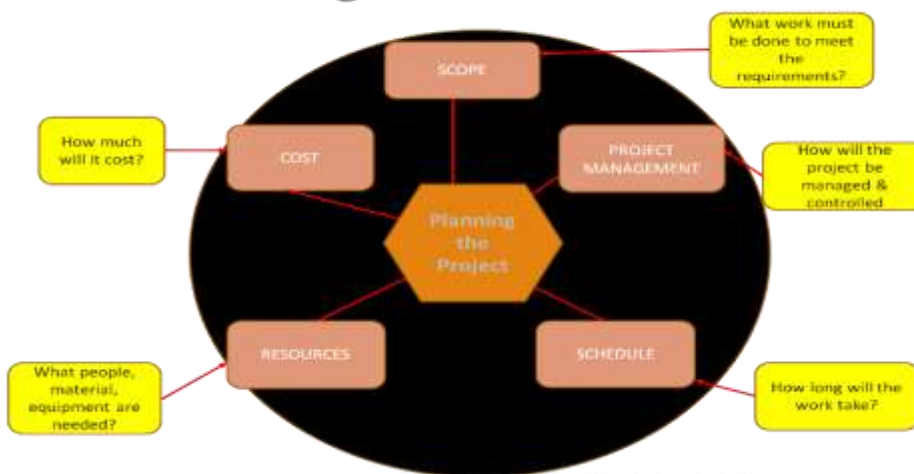 What work must
be done to meet
the
requirements?
SCOPE
How much
will it cost?
COST
PROJECT
MANAGEMENT
How will the
project be
managed &
controlled
Planning
the
Project
RESOURCES
SCHEDULE
What people,
material,
equipment are
needed?
How long will the
work take?